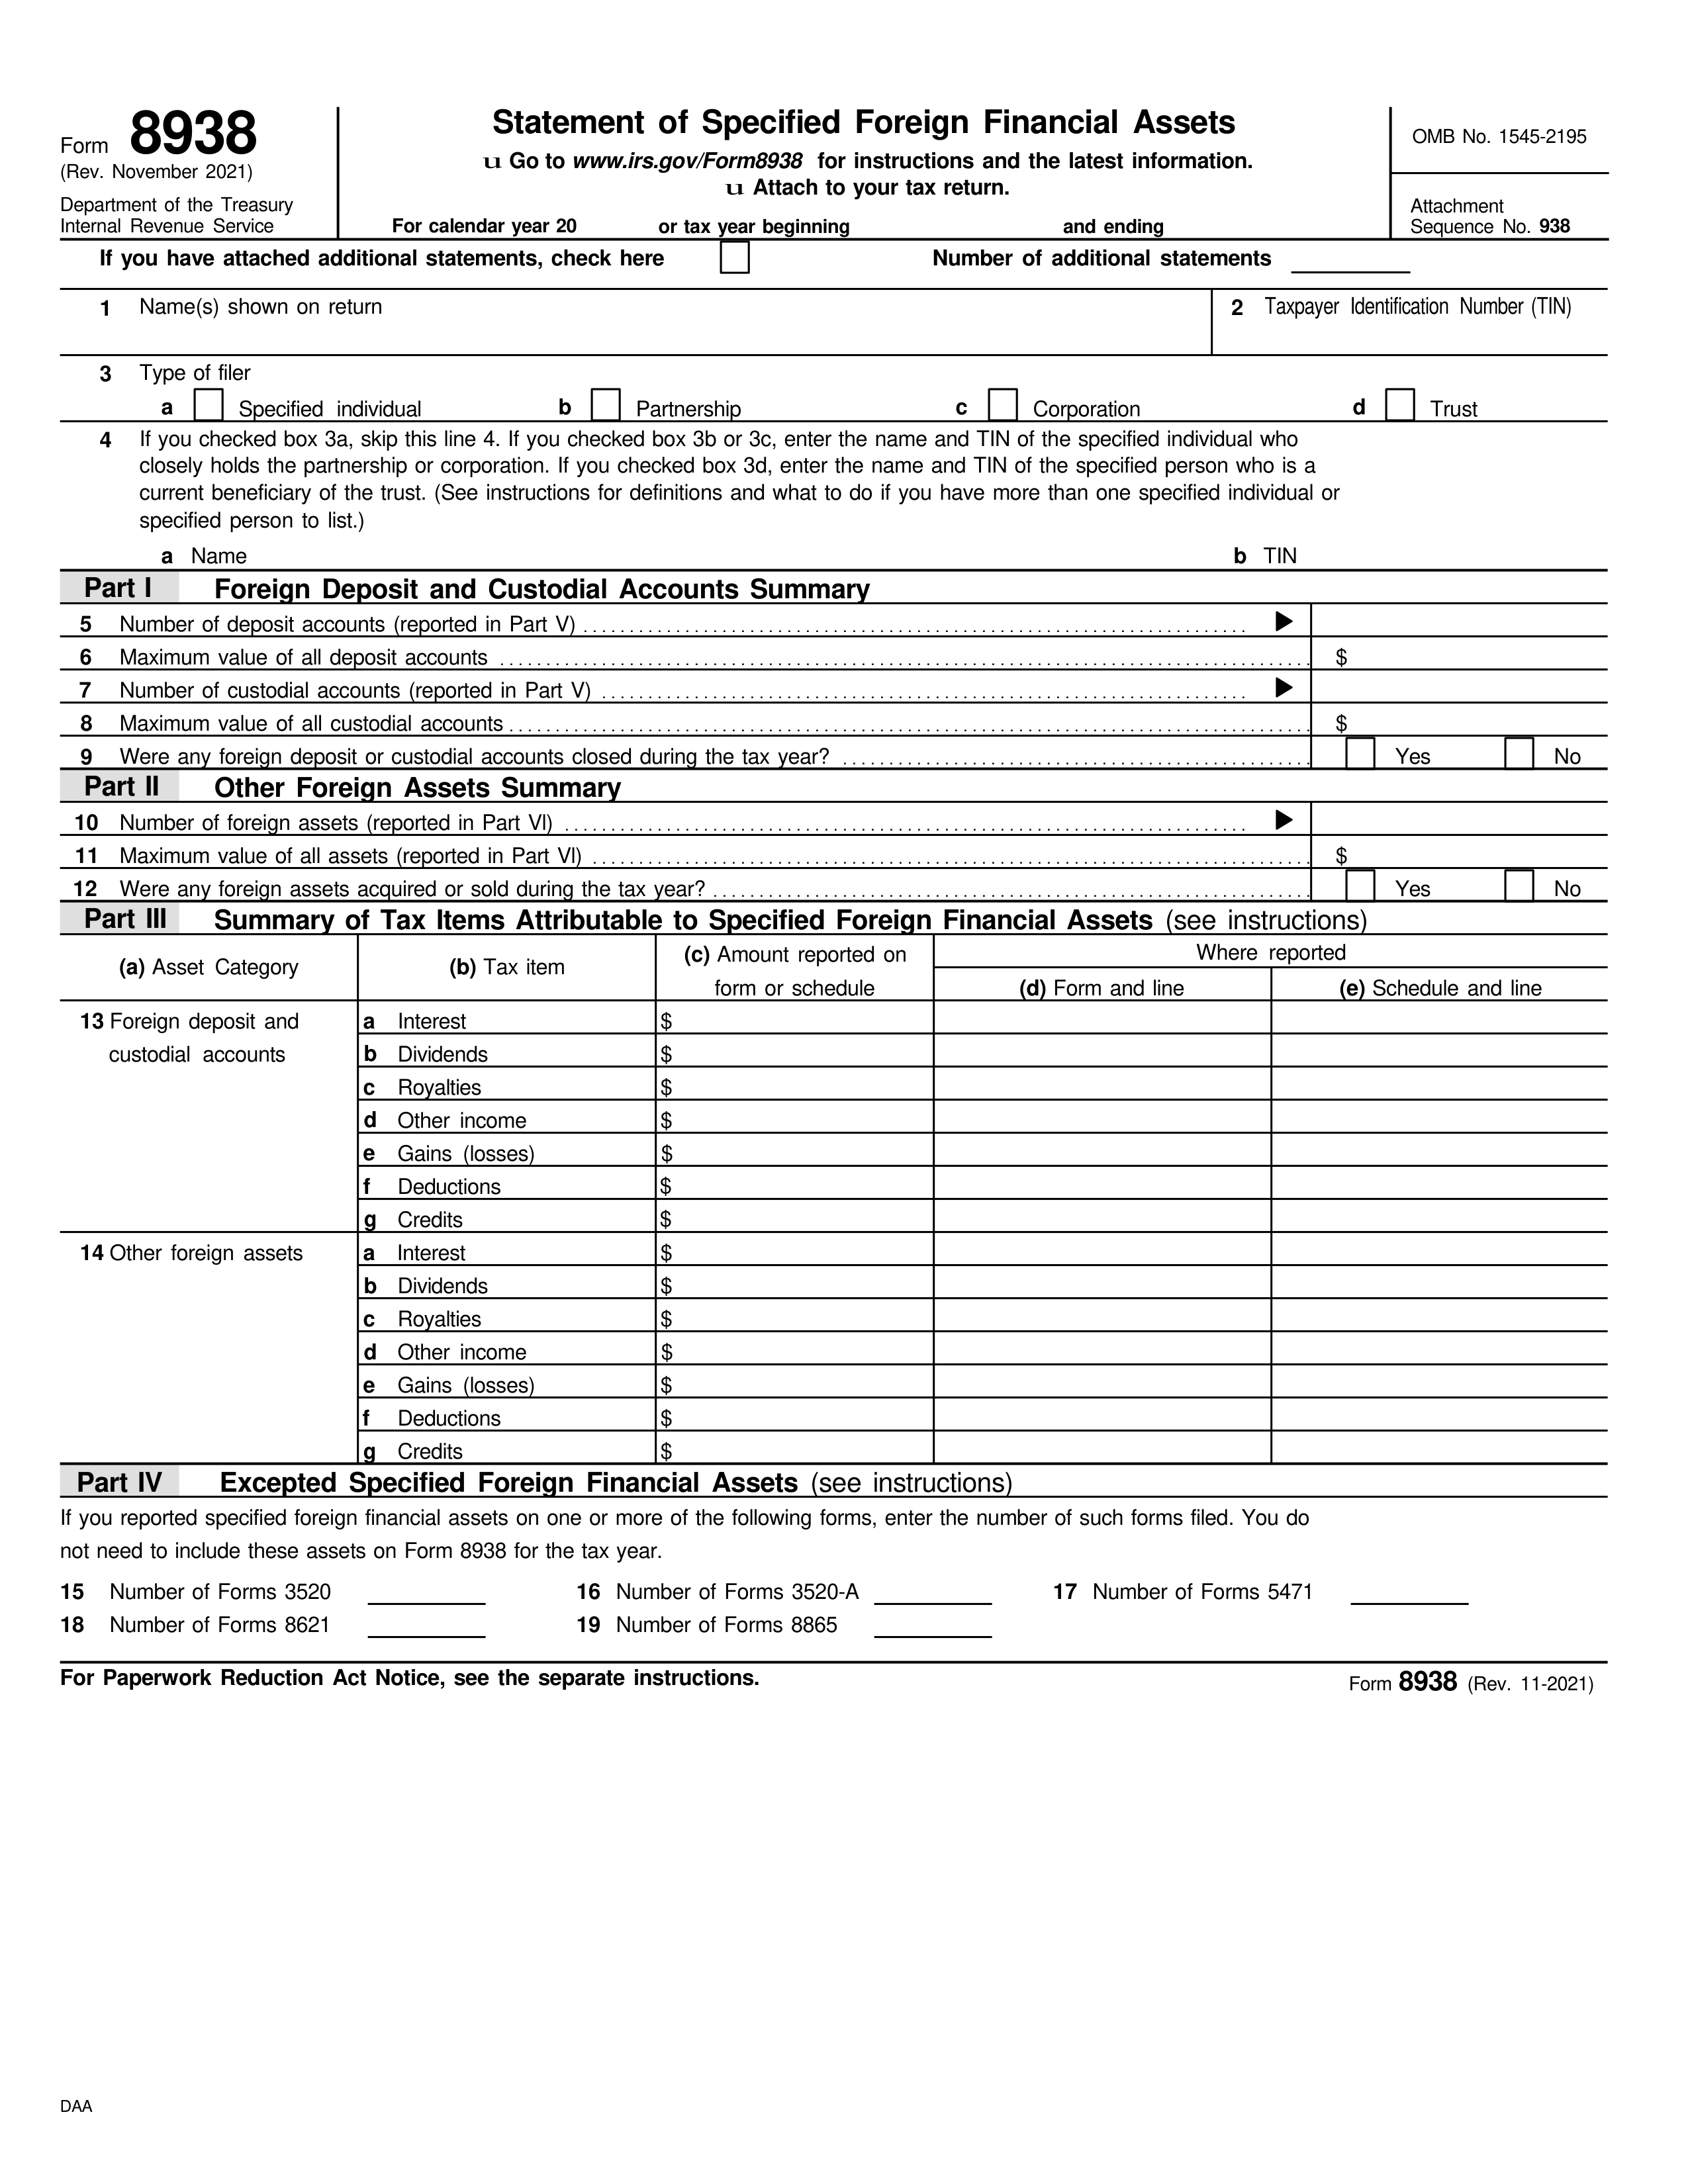 Form 8938
(Rev. November 2021)
Department of the Treasury
Internal Revenue Service
Statement of Specified Foreign Financial Assets
u Go to www.irs.gov/Form8938 for instructions and the latest information.
u Attach to your tax return.
For calendar year 20 or tax year beginning and ending
OMB No. 1545-2195
Attachment
Sequence No. 938
If you have attached additional statements, check here Number of additional statements
1 Name(s) shown on return
2 Taxpayer Identification Number (TIN)
3 Type of filer
a Specified individual b Partnership c Corporation d Trust
4 If you checked box 3a, skip this line 4. If you checked box 3b or 3c, enter the name and TIN of the specified individual who
closely holds the partnership or corporation. If you checked box 3d, enter the name and TIN of the specified person who is a
current beneficiary of the trust. (See instructions for definitions and what to do if you have more than one specified individual or
specified person to list.)
a Name b TIN
Part I Foreign Deposit and Custodial Accounts Summary
5 Number of deposit accounts (reported in Part V)
6 Maximum value of all deposit accounts $
7 Number of custodial accounts (reported in Part V)
8 Maximum value of all custodial accounts $
9 Were any foreign deposit or custodial accounts closed during the tax year? Yes No
Part II Other Foreign Assets Summary
10 Number of foreign assets (reported in Part VI)
11 Maximum value of all assets (reported in Part VI) $
12 Were any foreign assets acquired or sold during the tax year? Yes No
Part III Summary of Tax Items Attributable to Specified Foreign Financial Assets (see instructions)
(a) Asset Category (b) Tax item (c) Amount reported on
form or schedule
Where reported
(d) Form and line (e) Schedule and line
13 Foreign deposit and
custodial accounts
a Interest $
b Dividends $
c Royalties $
d Other income $
e Gains (losses) $
f Deductions $
g Credits $
14 Other foreign assets
a Interest $
b Dividends $
c Royalties $
d Other income $
e Gains (losses) $
f Deductions $
g Credits $
Part IV Excepted Specified Foreign Financial Assets (see instructions)
If you reported specified foreign financial assets on one or more of the following forms, enter the number of such forms filed. You do
not need to include these assets on Form 8938 for the tax year.
15 Number of Forms 3520 16 Number of Forms 3520-A 17 Number of Forms 5471
18 Number of Forms 8621 19 Number of Forms 8865
For Paperwork Reduction Act Notice, see the separate instructions.
Form 8938 (Rev. 11-2021)
DAA